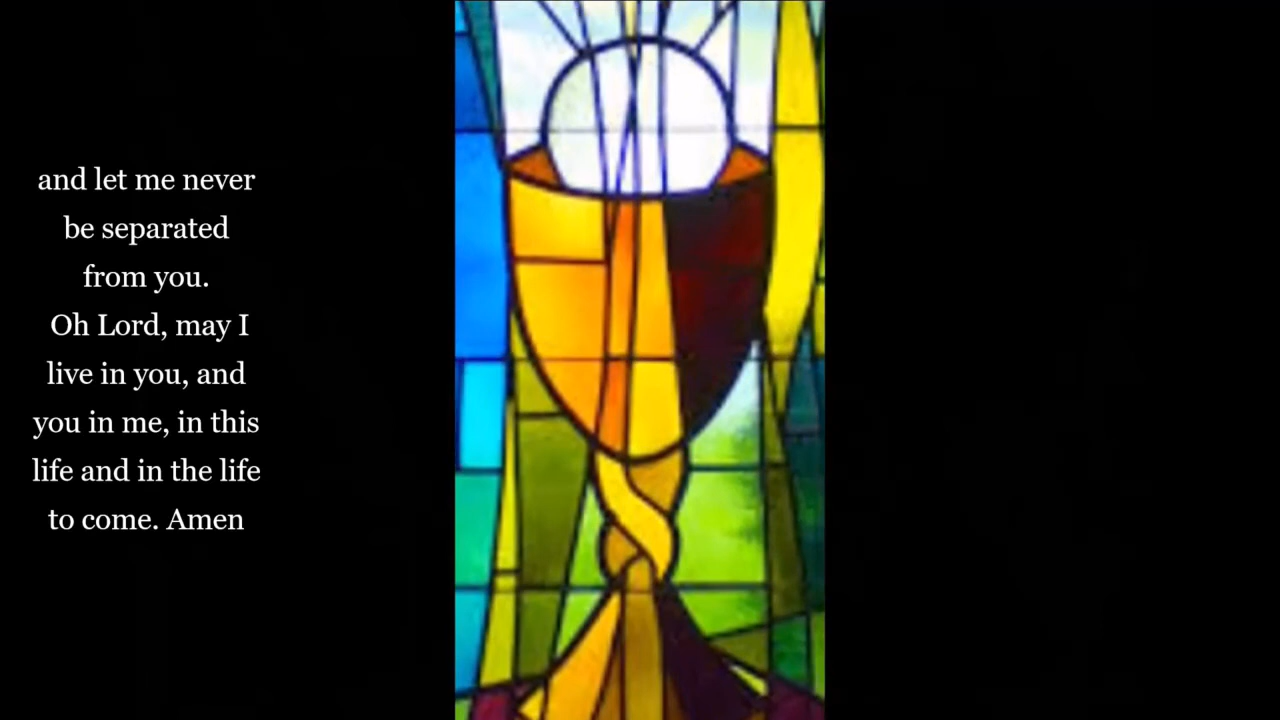 and let me never
be separated
from you.
Oh Lord, may I
live in you, and
you in me, in this
life and in the life
to come. Amen